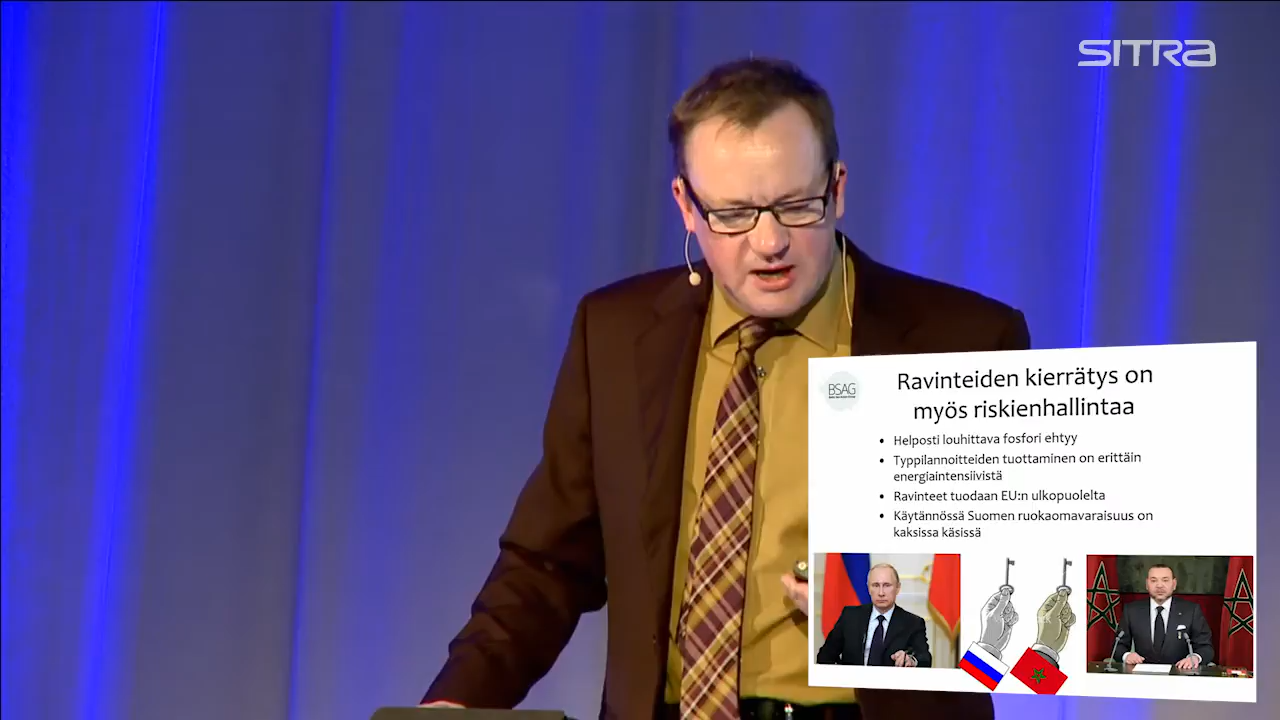 SITRA
BSAG
Ravinteiden kierrätys on
myös riskienhallintaa
• Helposti louhittava fosfori ehtyy
• Typpilannoitteiden tuottaminen on erittäin
energiaintensiivistä
• Ravinteet tuodaan EU:n ulkopuolelta
• Käytännössä Suomen ruokaomavaraisuus on
kaksissa käsissä